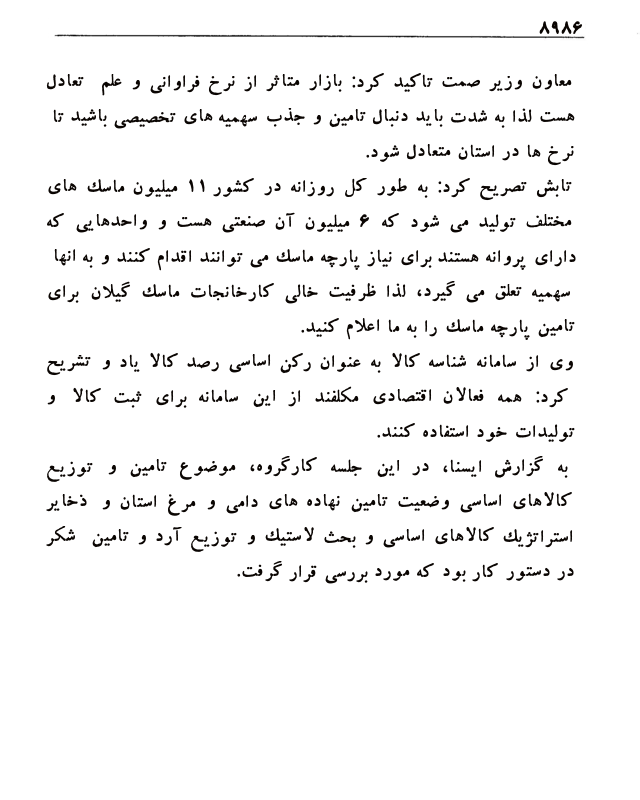 ۸۹۸۶
معاون وزیر صمت تاکید کرد: بازار متاثر از نرخ فراوانی و علم تعادل
هست لذا به شدت باید دنبال تامین و جذب سهمیه های تخصیصی باشید تا
نرخ ها در استان متعادل شود.
تابش تصریح کرد: به طور کل روزانه در کشور ۱۱ میلیون ماسك های
مختلف تولید می شود که ۶ میلیون آن صنعتی هست و واحدهایی که
دارای پروانه هستند برای نیاز پارچه ماسك می توانند اقدام کنند و به انها
سهمیه تعلق می گیرد، لذا ظرفیت خالی کارخانجات ماسك گیلان برای
تامین پارچه ماسك را به ما اعلام کنید.
وی از سامانه شناسه کالا به عنوان رکن اساسی رصد کالا یاد و تشریح
کرد: همه فعالان اقتصادی مکلفند از این سامانه برای ثبت کالا و
تولیدات خود استفاده کنند.
به گزارش ایسنا، در این جلسه کارگروه، موضوع تامین و توزیع
کالاهای اساسی وضعیت تامین نهاده های دامی و مرغ استان و ذخایر
استراتژیك کالاهای اساسی و بحث لاستیك و توزیع آرد و تامین شکر
در دستور کار بود که مورد بررسی قرار گرفت.